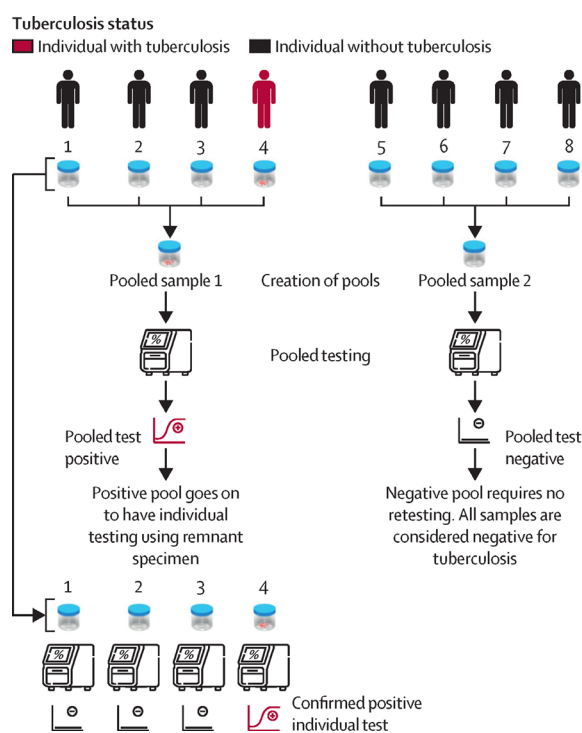 Tuberculosis status
Individual with tuberculosis Individual without tuberculosis
1 2 3 4 5 6 7 8
Pooled sample 1 Creation of pools Pooled sample 2
% %
Pooled testing
Pooled test
positive
Pooled test
negative
Positive pool goes on
to have individual
testing using remnant
specimen
Negative pool requires no
retesting. All samples are
considered negative for
tuberculosis
1 2 3 4
% % % %
Confirmed positive
individual test